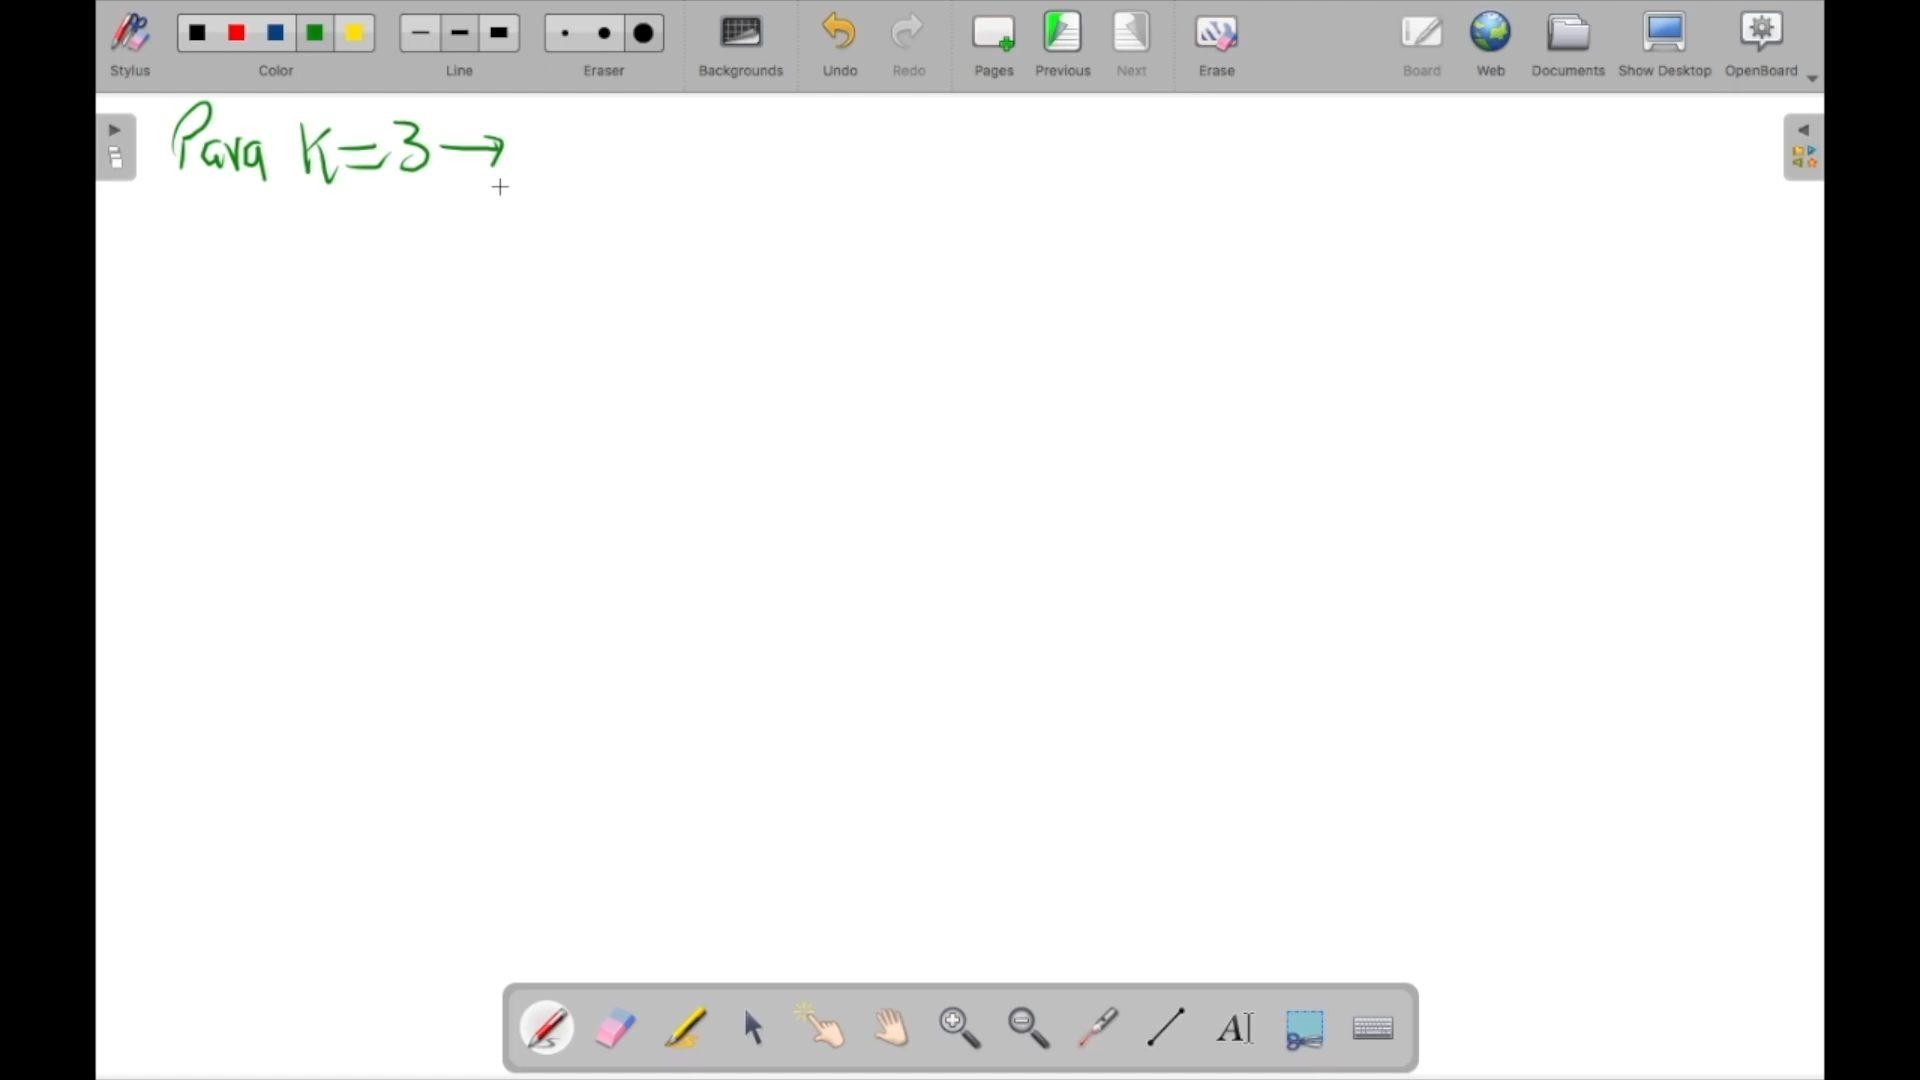 Stylus Color Line Eraser Backgrounds Undo Redo Pages Previous Next Erase Board Web Documents Show Desktop OpenBoard
Para K=3→